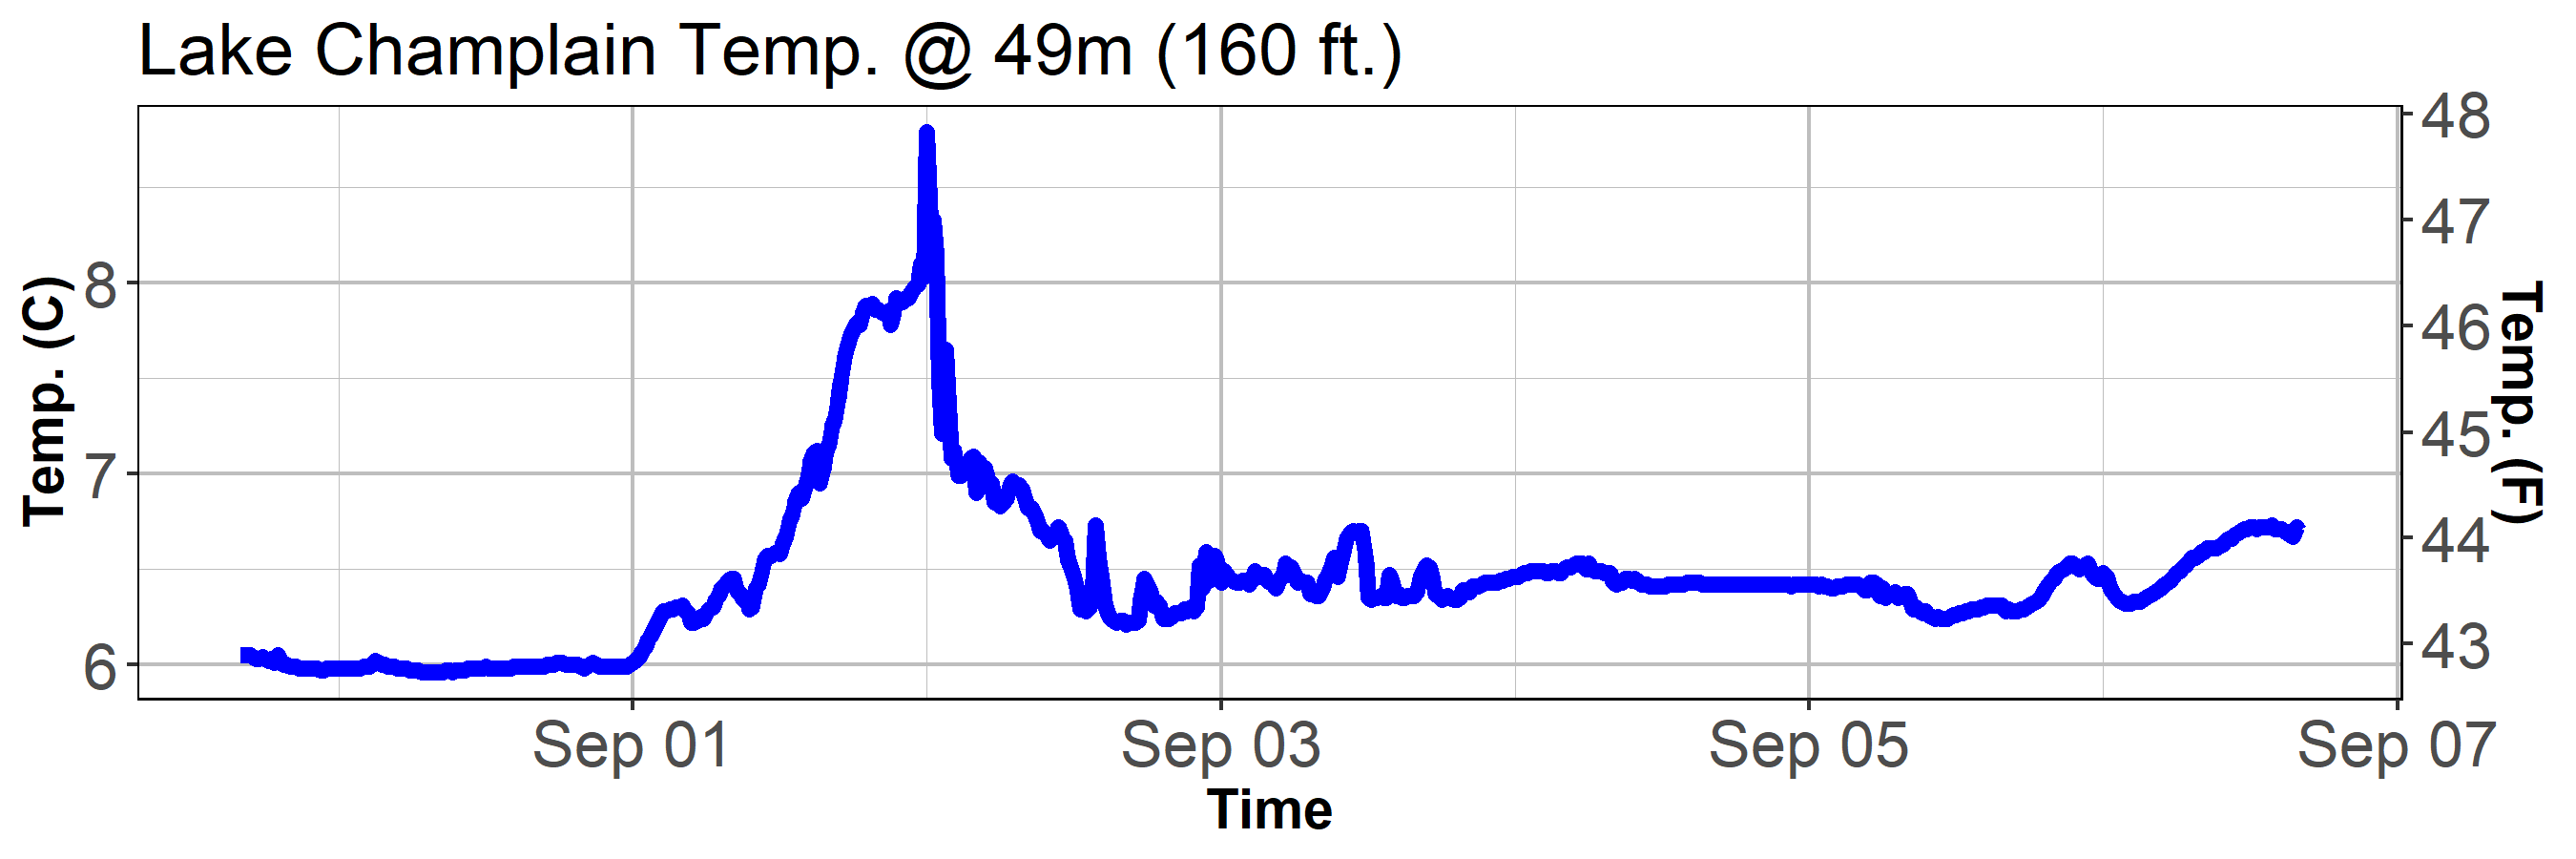 Lake Champlain Temp. @ 49m (160 ft.)
Temp. (C)
8
7
6
48
47
46
45
44
43
Temp. (F)
Sep 01 Sep 03 Sep 05 Sep 07
Time